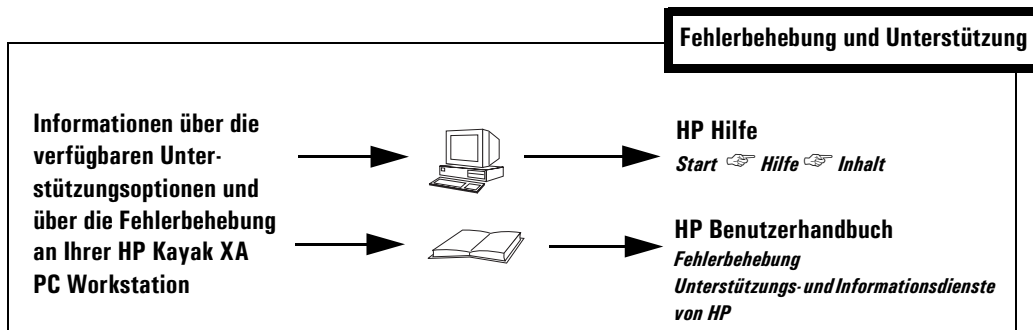 Fehlerbehebung und Unterstützung
Informationen über die
verfügbaren Unter-
stützungsoptionen und
über die Fehlerbehebung
an Ihrer HP Kayak XA
PC Workstation
HP Hilfe
Start ☞ Hilfe ☞ Inhalt
HP Benutzerhandbuch
Fehlerbehebung
Unterstützungs- und Informationsdienste
von HP